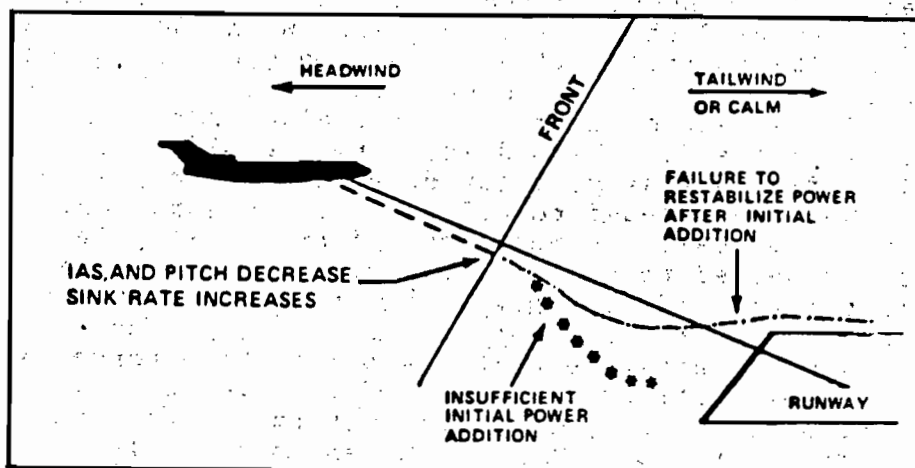 HEADWIND
TAILWIND
OR CALM
FRONT
FAILURE TO
RESTABILIZE POWER
AFTER INITIAL
ADDITION
IAS, AND PITCH DECREASE
SINK RATE INCREASES
INSUFFICIENT
INITIAL POWER
ADDITION
RUNWAY